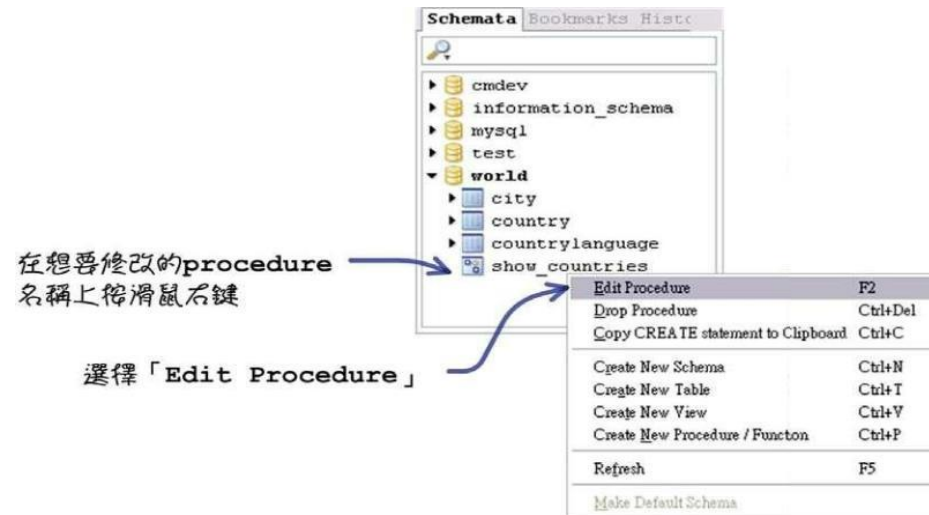 Schemata Bookmarks Histo
cmdev
information_schema
mysql
test
world
city
country
countrylanguage
show_countries
在想要修改的procedure
名稱上按滑鼠右鍵
選擇「Edit Procedure」
Edit Procedure F2
Drop Procedure Ctrl+Del
Copy CREATE statement to Clipboard Ctrl+C
Create New Schema Ctrl+N
Create New Table Ctrl+T
Create New View Ctrl+V
Create New Procedure / Functon Ctrl+P
Refresh F5
Make Default Schema